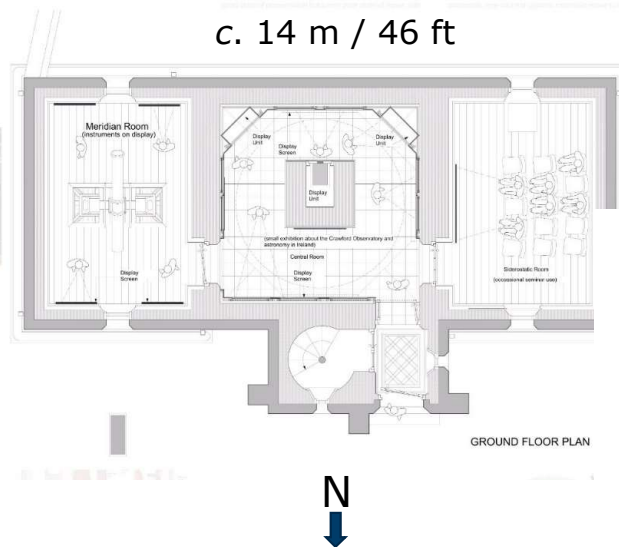 c. 14 m / 46 ft
Meridian Room
(instruments on display)
Display
Screen
Display
Unit
Display
Screen
Display
Unit
Display
Unit
(small exhibition about the Crawford Observatory and
astronomy in Ireland)
Central Room
Display
Screen
Siderostatic Room
(occassional seminar use)
GROUND FLOOR PLAN
N